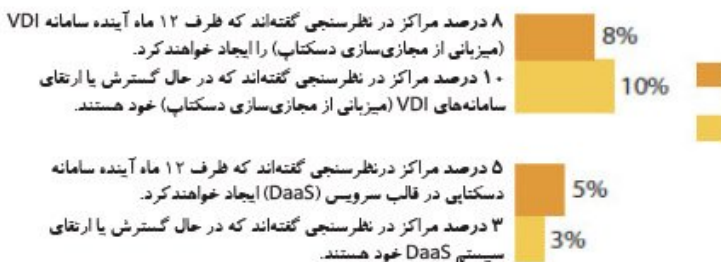 ۸ درصد مراکز در نظرسنجی گفته‌اند که ظرف ۱۲ ماه آینده سامانه VDI
(میزبانی از مجازی‌سازی دسکتاپ) را ایجاد خواهند کرد.
8%
۱۰ درصد مراکز در نظرسنجی گفته‌اند که در حال گسترش یا ارتقای
سامانه‌های VDI (میزبانی از مجازی‌سازی دسکتاپ) خود هستند.
10%
۵ درصد مراکز درنظرسنجی گفته‌اند که ظرف ۱۲ ماه آینده سامانه
دسکتاپی در قالب سرویس (DaaS) ایجاد خواهند کرد.
5%
۳ درصد مراکز در نظرسنجی گفته‌اند که در حال گسترش یا ارتقای
سیستی DaaS خود هستند.
3%